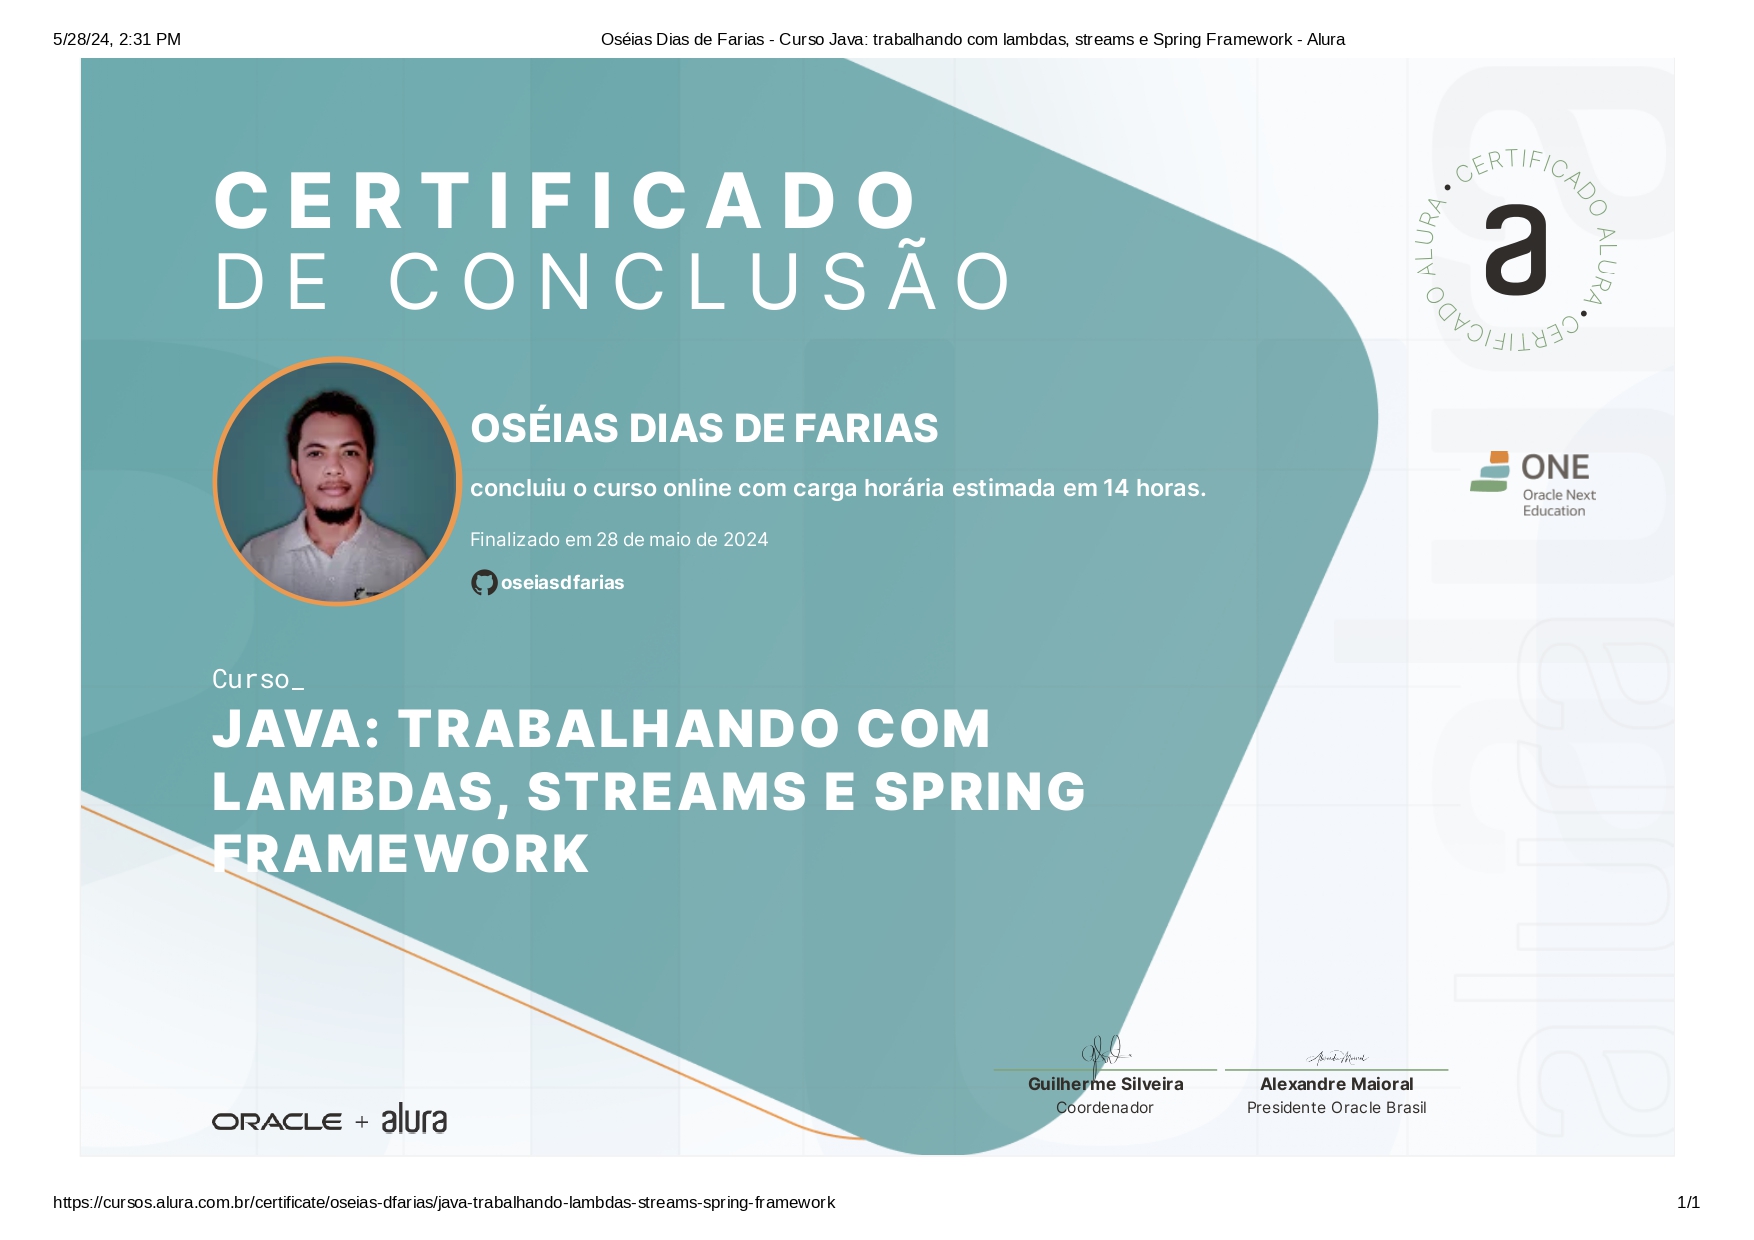 5/28/24, 2:31 PM
Oséias Dias de Farias - Curso Java: trabalhando com lambdas, streams e Spring Framework - Alura
CERTIFICADO
DE CONCLUSÃO
CERTIFICADO ALURA • CERTIFICADO ALURA •
a
OSÉIAS DIAS DE FARIAS
concluiu o curso online com carga horária estimada em 14 horas.
Finalizado em 28 de maio de 2024
oseiasdfarias
ONE
Oracle Next
Education
Curso_
JAVA: TRABALHANDO COM
LAMBDAS, STREAMS E SPRING
FRAMEWORK
alura
alura
Guilherme Silveira
Coordenador
Alexandre Maioral
Presidente Oracle Brasil
ORACLE + alura
https://cursos.alura.com.br/certificate/oseias-dfarias/java-trabalhando-lambdas-streams-spring-framework
1/1